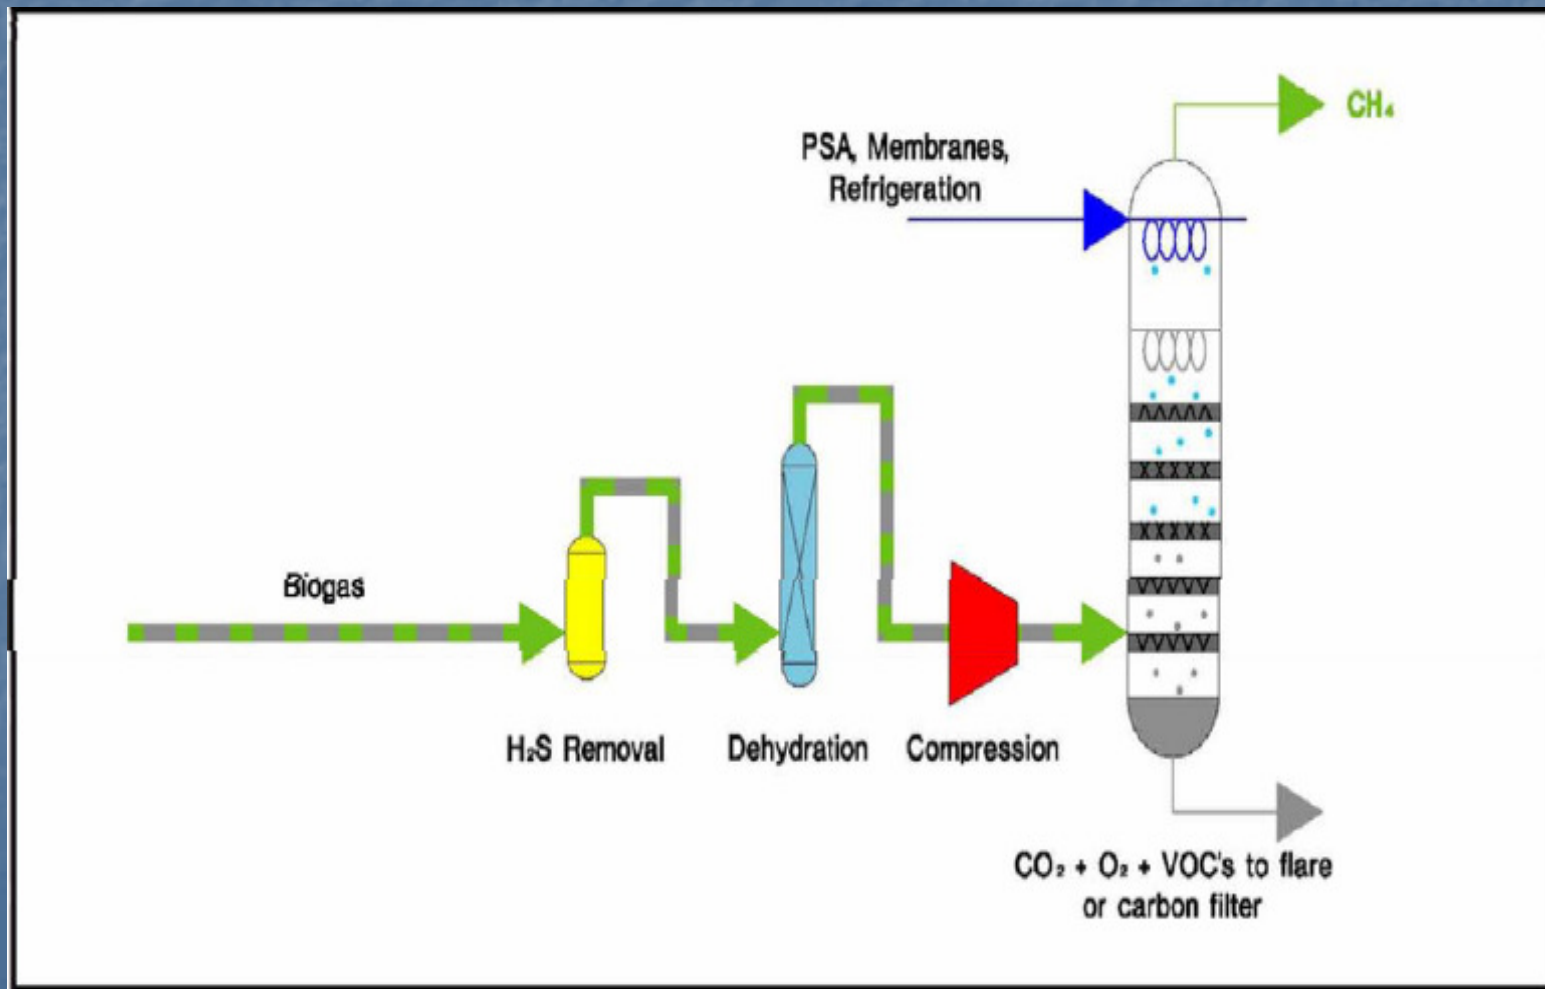 CH₄
PSA, Membranes,
Refrigeration
Biogas
H₂S Removal
Dehydration
Compression
CO₂ + O₂ + VOC's to flare
or carbon filter